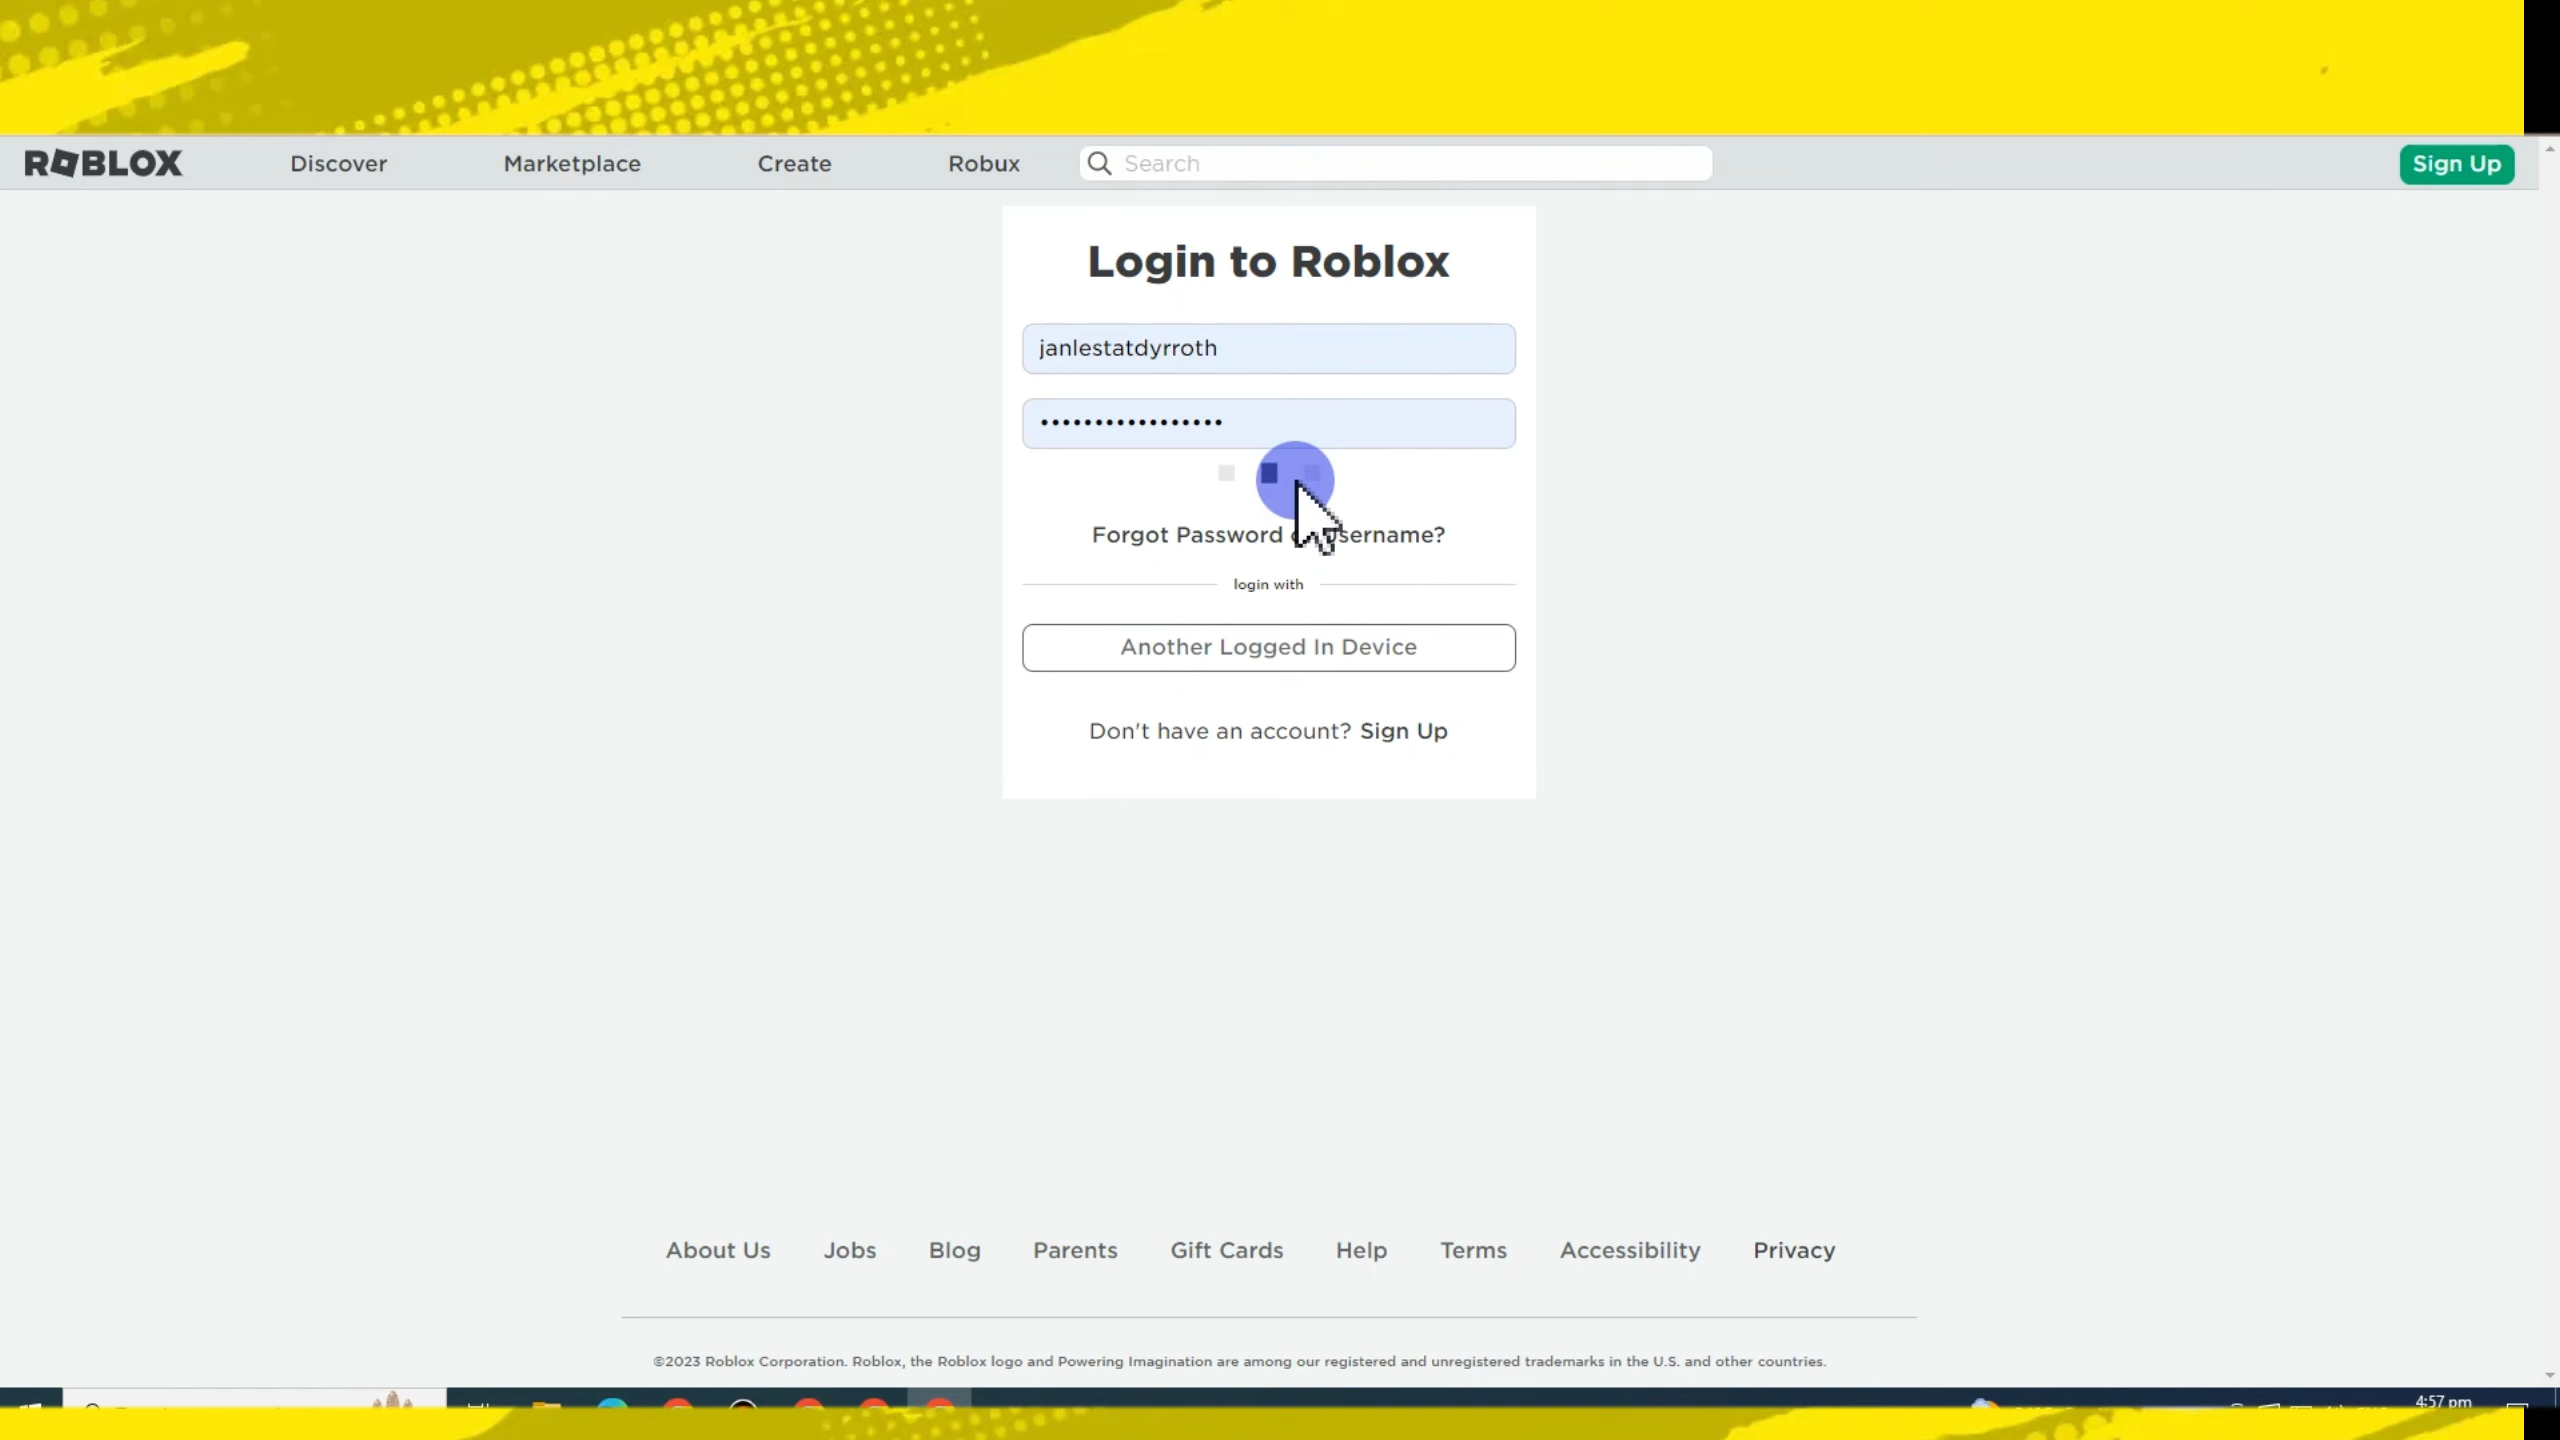 ROBLOX Discover Marketplace Create Robux Search Sign Up
Login to Roblox
janlestatdyrroth
•••••••••••••••••
Forgot Password
login with
Another Logged In Device
Don't have an account? Sign Up
About Us Jobs Blog Parents Gift Cards Help Terms Accessibility Privacy
©2023 Roblox Corporation. Roblox, the Roblox logo and Powering Imagination are among our registered and unregistered trademarks in the U.S. and other countries.
4:57 pm